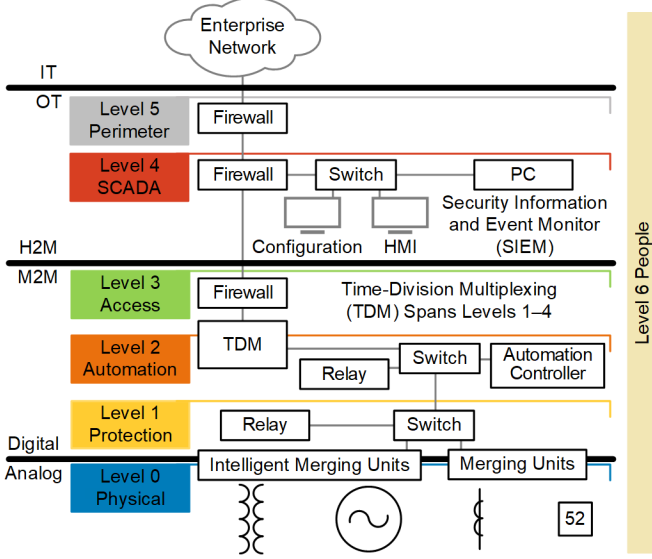 Enterprise
Network
IT
OT
Level 5
Perimeter
Firewall
Level 4
SCADA
Firewall
Switch
PC
Configuration
HMI
Security Information
and Event Monitor
(SIEM)
H2M
M2M
Level 3
Access
Firewall
Time-Division Multiplexing
(TDM) Spans Levels 1–4
Level 2
Automation
TDM
Relay
Switch
Automation
Controller
Level 1
Protection
Relay
Switch
Digital
Analog
Level 0
Physical
Intelligent Merging Units
Merging Units
52
Level 6 People